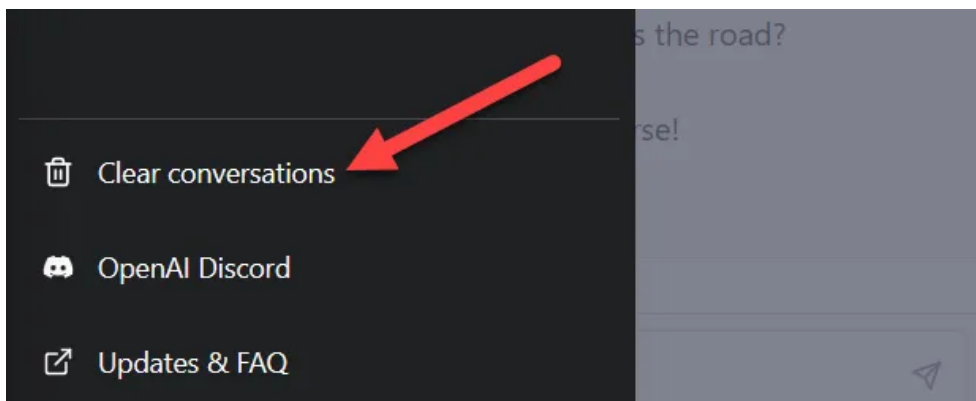 s the road?
rse!
Clear conversations
OpenAI Discord
Updates & FAQ